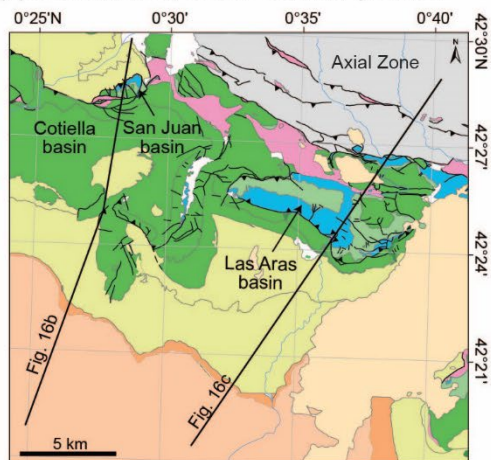 0°25'N 0°30' 0°35' 0°40'
42°30'N
N
Axial Zone
Cotiella
basin
San Juan
basin
42°27'
Las Aras
basin
42°24'
Fig. 16b
Fig. 16c
42°21'
5 km